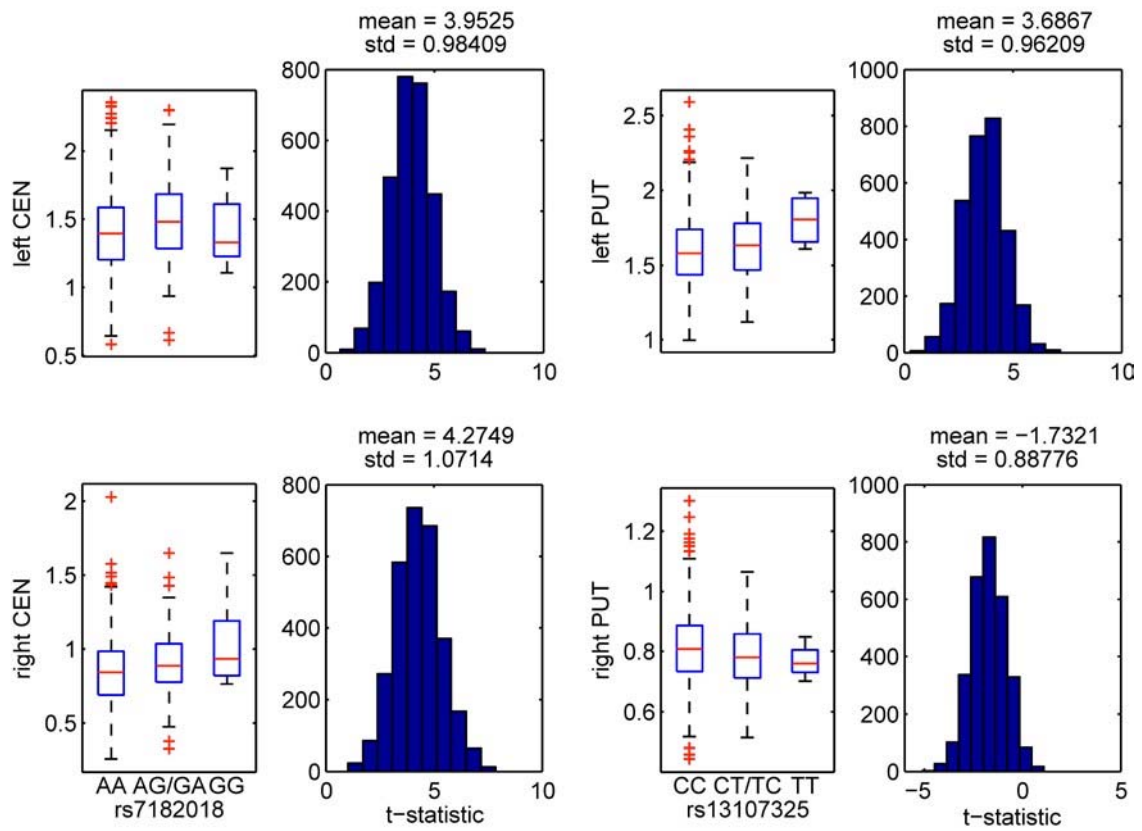 mean = 3.9525
std = 0.98409
left CEN
2
1.5
1
0.5
800
600
400
200
0
0 5 10
mean = 3.6867
std = 0.96209
left PUT
2.5
2
1.5
1
1000
800
600
400
200
0
0 5 10
mean = 4.2749
std = 1.0714
right CEN
2
1.5
1
0.5
AA AG/GA GG
rs7182018
800
600
400
200
0
0 5 10
t-statistic
mean = −1.7321
std = 0.88776
right PUT
1.2
1
0.8
0.6
CC CT/TC TT
rs13107325
1000
800
600
400
200
0
−5 0 5
t-statistic